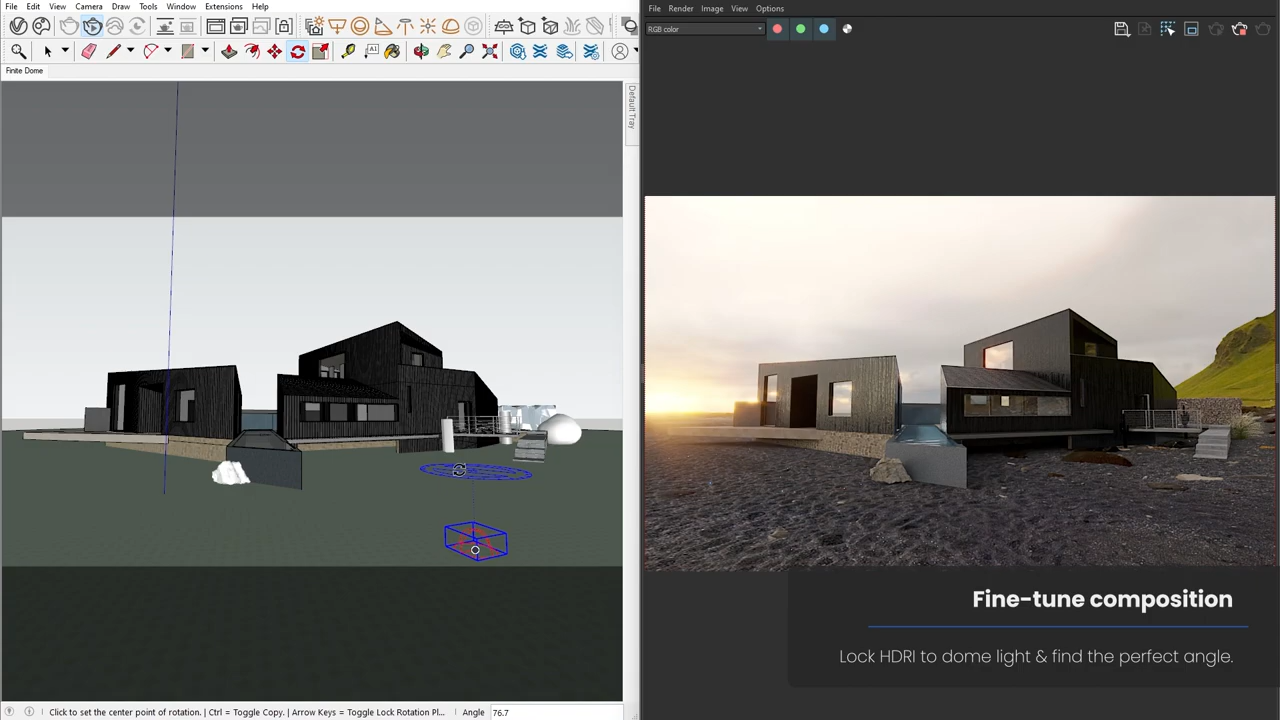 File Edit View Camera Draw Tools Window Extensions Help
Finite Dome
Default Tray
Click to set the center point of rotation. | Ctrl = Toggle Copy. | Arrow Keys = Toggle Lock Rotation Pl... Angle 76.7
File Render Image View Options
RGB color
Fine-tune composition
Lock HDRI to dome light & find the perfect angle.